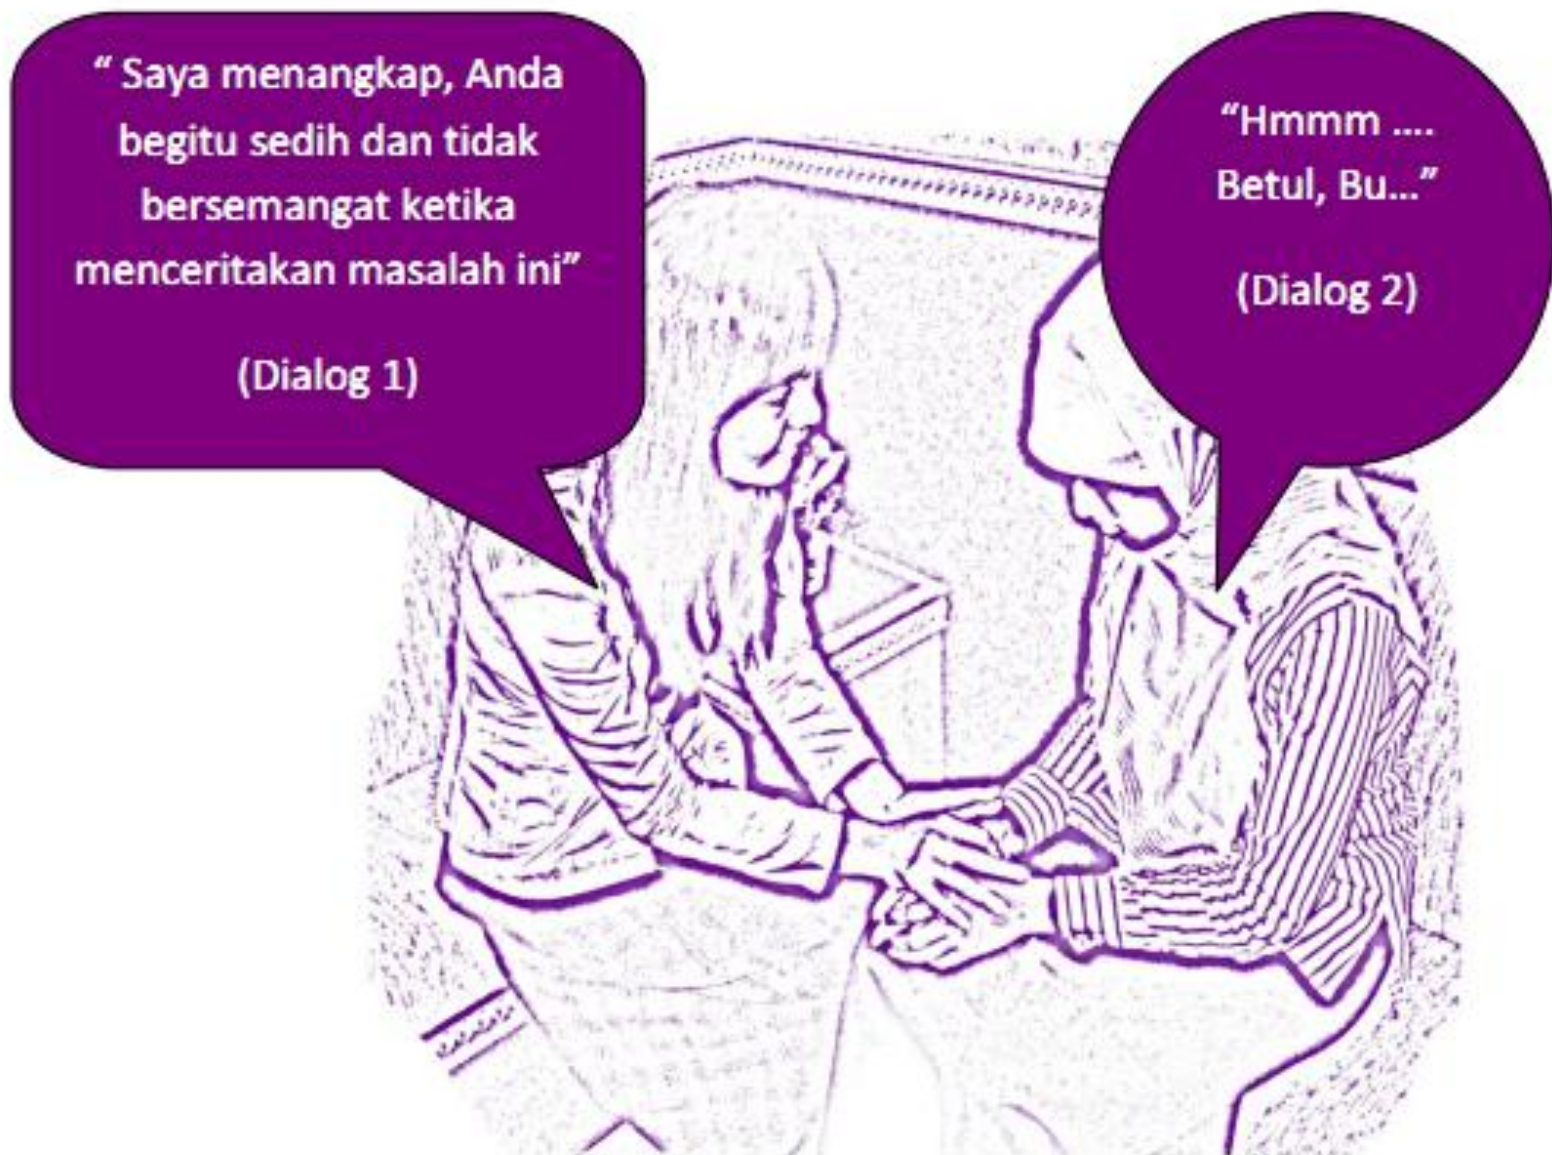 “ Saya menangkap, Anda
begitu sedih dan tidak
bersemangat ketika
menceritakan masalah ini”
(Dialog 1)
“Hmmm ....
Betul, Bu...”
(Dialog 2)